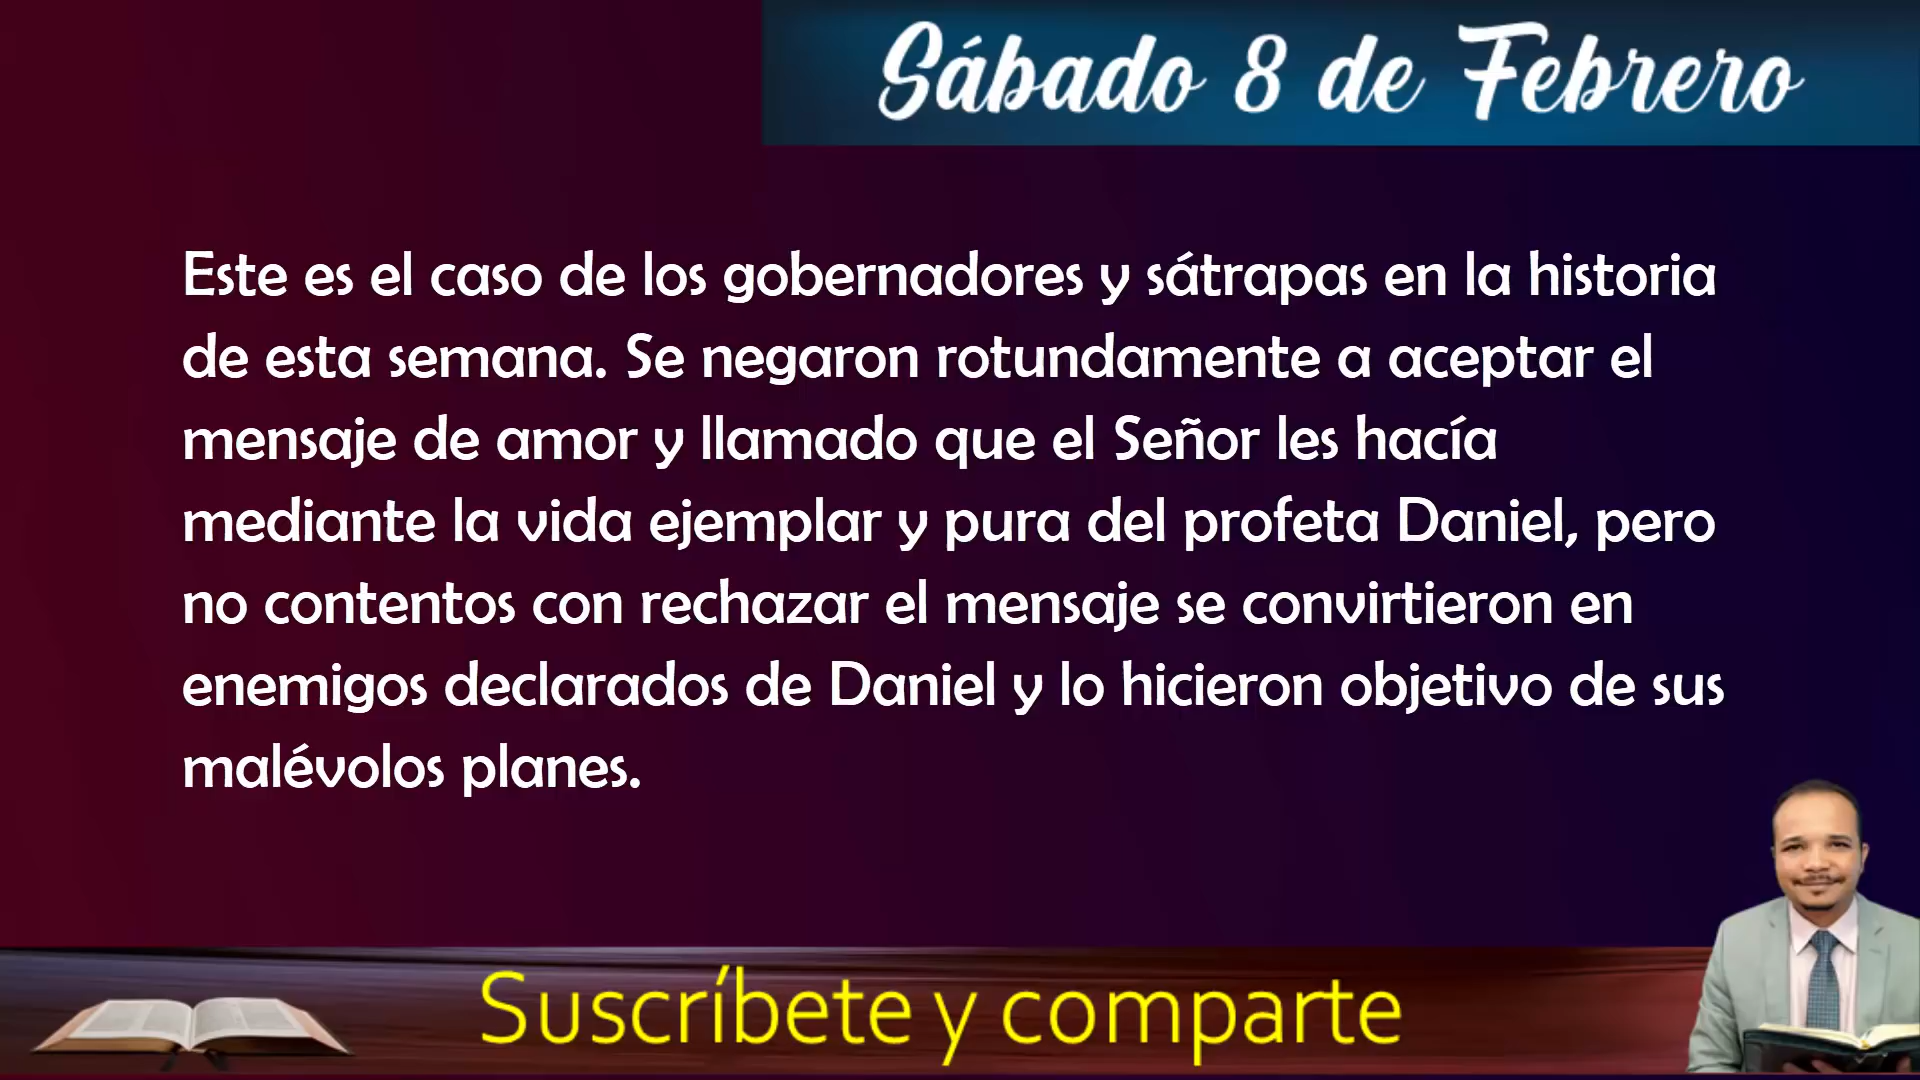 Sábado 8 de Febrero
Este es el caso de los gobernadores y sátrapas en la historia
de esta semana. Se negaron rotundamente a aceptar el
mensaje de amor y llamado que el Señor les hacía
mediante la vida ejemplar y pura del profeta Daniel, pero
no contentos con rechazar el mensaje se convirtieron en
enemigos declarados de Daniel y lo hicieron objetivo de sus
malévolos planes.
Suscríbete y comparte